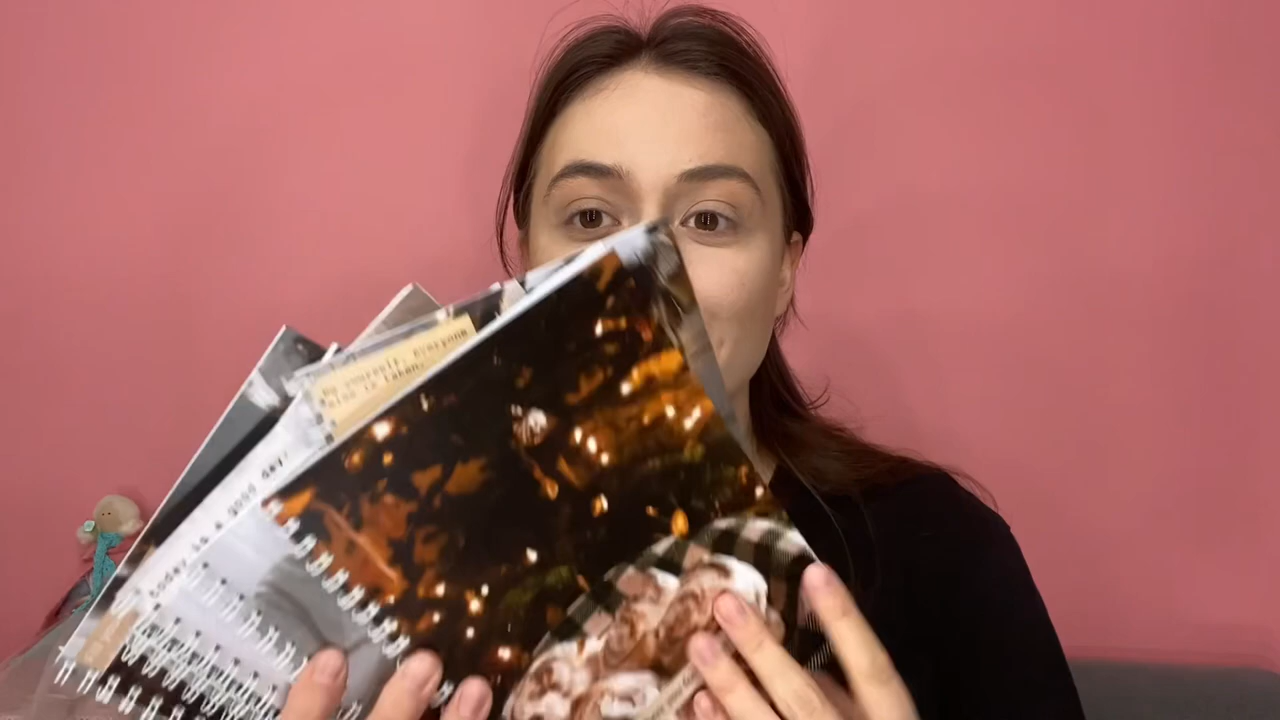 Be yourself, everyone
else is taken.
today is a good day!